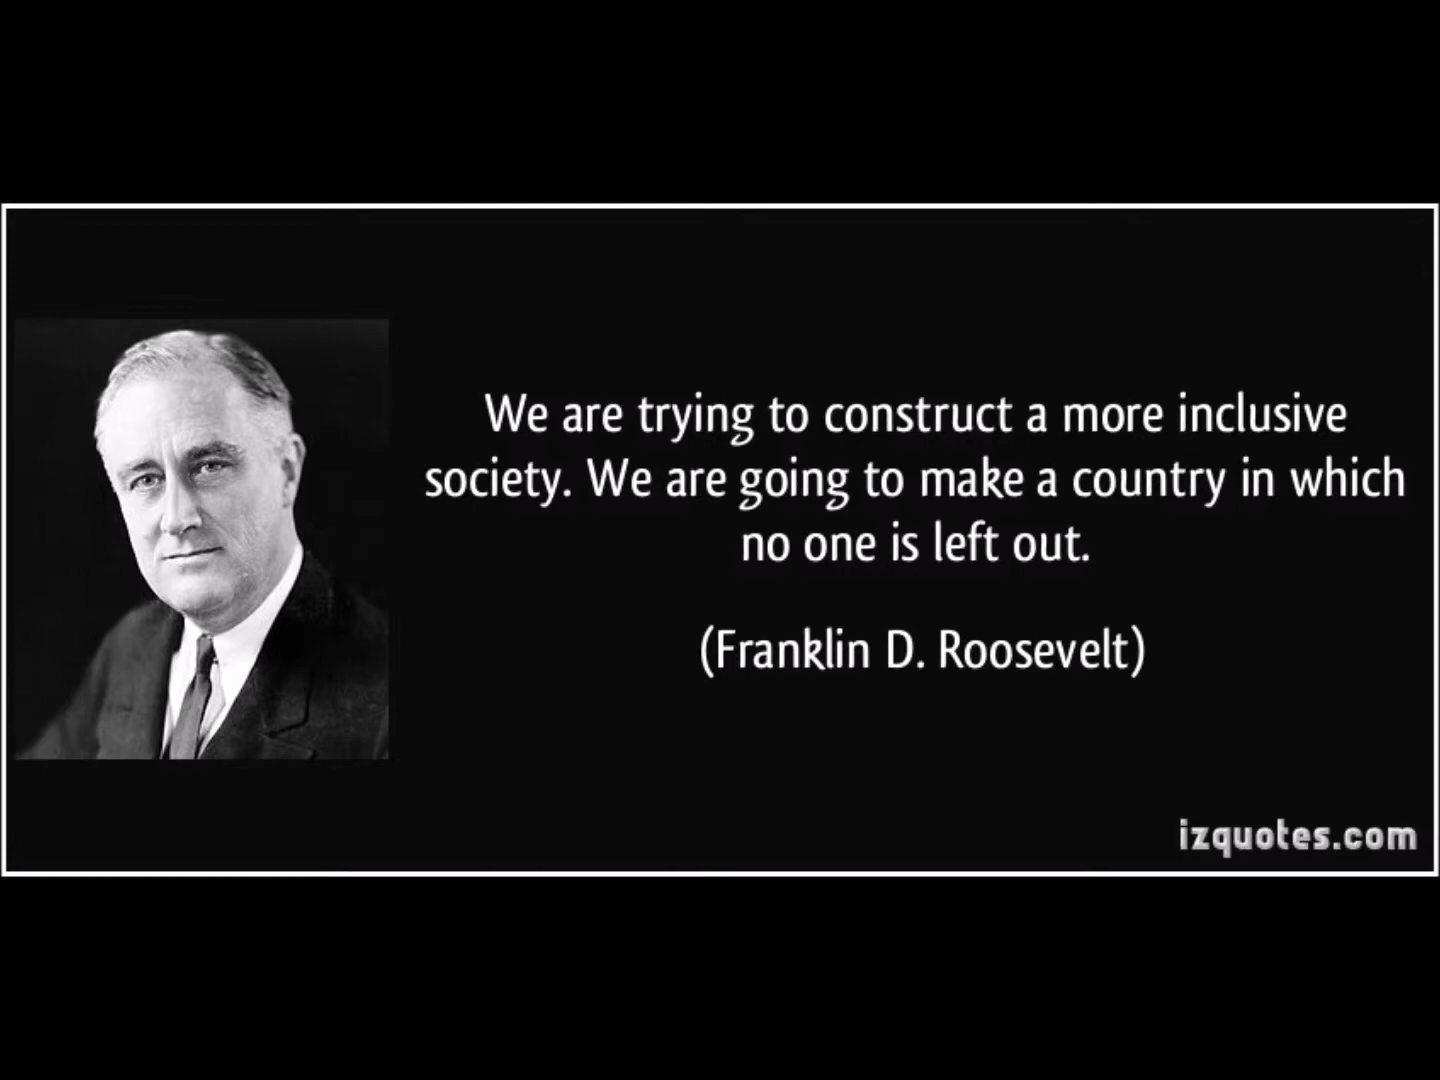 We are trying to construct a more inclusive
society. We are going to make a country in which
no one is left out.
(Franklin D. Roosevelt)
izquotes.com